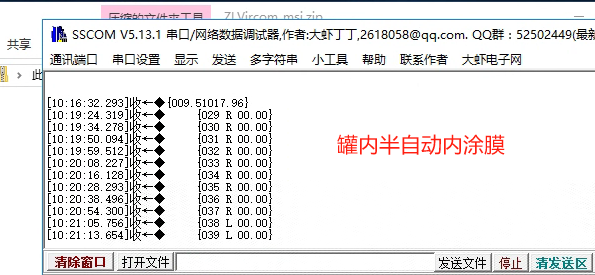 压缩的文件夹工具 ZLVircom_msi.zip
共享
SSCOM V5.13.1 串口/网络数据调试器,作者:大虾丁丁,2618058@qq.com. QQ群：52502449(最新
通讯端口 串口设置 显示 发送 多字符串 小工具 帮助 联系作者 大虾电子网
此
[10:16:32.293]收←◆{009.51017.96}
[10:19:24.319]收←◆ {029 R 00.00}
[10:19:34.278]收←◆ {030 R 00.00}
[10:19:50.094]收←◆ {031 R 00.00}
[10:19:59.512]收←◆ {032 R 00.00}
[10:20:08.227]收←◆ {033 R 00.00}
[10:20:16.128]收←◆ {034 R 00.00}
[10:20:28.293]收←◆ {035 R 00.00}
[10:20:38.496]收←◆ {036 R 00.00}
[10:20:54.300]收←◆ {037 R 00.00}
[10:21:05.756]收←◆ {038 L 00.00}
[10:21:13.654]收←◆ {039 L 00.00}
罐内半自动内涂膜
清除窗口 打开文件 发送文件 停止 清发送区